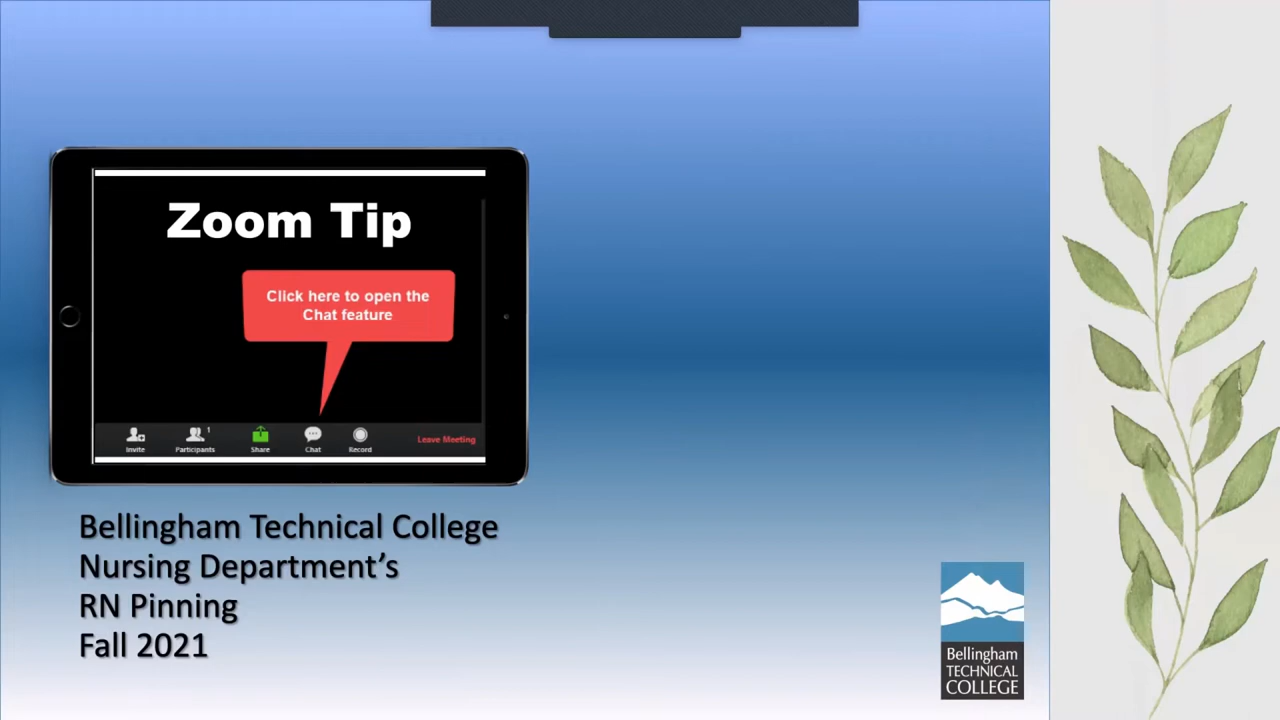 Zoom Tip
Click here to open the
Chat feature
1
Invite
Participants
Share
Chat
Record
Leave Meeting
Bellingham Technical College
Nursing Department’s
RN Pinning
Fall 2021
Bellingham
TECHNICAL
COLLEGE